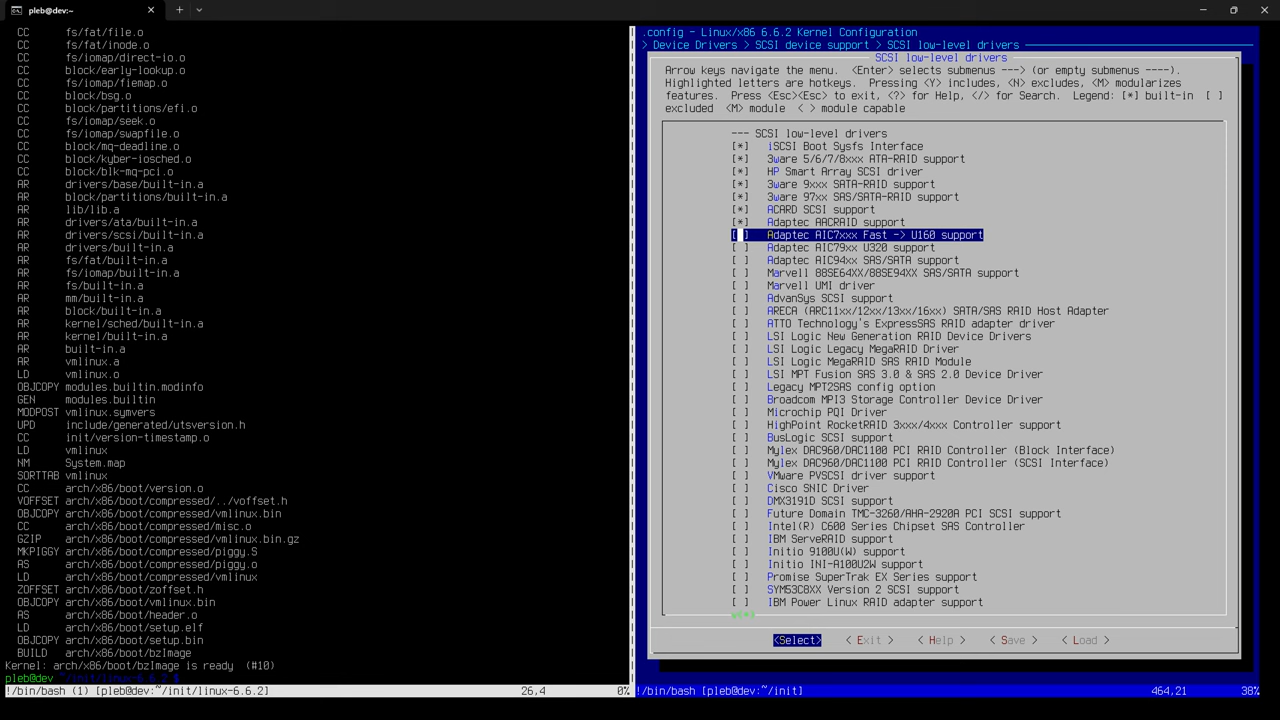 pleb@dev:~
CC fs/fat/file.o
CC fs/fat/inode.o
CC fs/iomap/direct-io.o
CC block/early-lookup.o
CC fs/iomap/fiemap.o
CC block/bsg.o
CC block/partitions/efi.o
CC fs/iomap/seek.o
CC fs/iomap/swapfile.o
CC block/mq-deadline.o
CC block/kyber-iosched.o
CC block/blk-mq-pci.o
AR drivers/base/built-in.a
AR block/partitions/built-in.a
AR lib/lib.a
AR drivers/ata/built-in.a
AR drivers/scsi/built-in.a
AR drivers/built-in.a
AR fs/fat/built-in.a
AR fs/iomap/built-in.a
AR fs/built-in.a
AR mm/built-in.a
AR block/built-in.a
AR kernel/sched/built-in.a
AR kernel/built-in.a
AR built-in.a
AR vmlinux.a
LD vmlinux.o
OBJCOPY modules.builtin.modinfo
GEN modules.builtin
MODPOST vmlinux.symvers
UPD include/generated/utsversion.h
CC init/version-timestamp.o
LD vmlinux
NM System.map
SORTTAB vmlinux
CC arch/x86/boot/version.o
VOFFSET arch/x86/boot/compressed/../voffset.h
OBJCOPY arch/x86/boot/compressed/vmlinux.bin
CC arch/x86/boot/compressed/misc.o
GZIP arch/x86/boot/compressed/vmlinux.bin.gz
MKPIGGY arch/x86/boot/compressed/piggy.S
AS arch/x86/boot/compressed/piggy.o
LD arch/x86/boot/compressed/vmlinux
ZOFFSET arch/x86/boot/zoffset.h
OBJCOPY arch/x86/boot/vmlinux.bin
AS arch/x86/boot/header.o
LD arch/x86/boot/setup.elf
OBJCOPY arch/x86/boot/setup.bin
BUILD arch/x86/boot/bzImage
Kernel: arch/x86/boot/bzImage is ready (#10)
pleb@dev ~/init/linux-6.6.2 $
!/bin/bash (1) [pleb@dev:~/init/linux-6.6.2] 26,4 0%
.config - Linux/x86 6.6.2 Kernel Configuration
> Device Drivers > SCSI device support > SCSI low-level drivers
SCSI low-level drivers
Arrow keys navigate the menu. <Enter> selects submenus ---> (or empty submenus ----).
Highlighted letters are hotkeys. Pressing <Y> includes, <N> excludes, <M> modularizes
features. Press <Esc><Esc> to exit, <?> for Help, </> for Search. Legend: [*] built-in [ ]
excluded <M> module < > module capable
--- SCSI low-level drivers
[*] iSCSI Boot Sysfs Interface
[*] 3ware 5/6/7/8xxx ATA-RAID support
[*] HP Smart Array SCSI driver
[*] 3ware 9xxx SATA-RAID support
[*] 3ware 97xx SAS/SATA-RAID support
[*] ACARD SCSI support
[*] Adaptec AACRAID support
[ ] Adaptec AIC7xxx Fast -> U160 support
[ ] Adaptec AIC79xx U320 support
[ ] Adaptec AIC94xx SAS/SATA support
[ ] Marvell 88SE64XX/88SE94XX SAS/SATA support
[ ] Marvell UMI driver
[ ] AdvanSys SCSI support
[ ] ARECA (ARC11xx/12xx/13xx/16xx) SATA/SAS RAID Host Adapter
[ ] ATTO Technology's ExpressSAS RAID adapter driver
[ ] LSI Logic New Generation RAID Device Drivers
[ ] LSI Logic Legacy MegaRAID Driver
[ ] LSI Logic MegaRAID SAS RAID Module
[ ] LSI MPT Fusion SAS 3.0 & SAS 2.0 Device Driver
[ ] Legacy MPT2SAS config option
[ ] Broadcom MPI3 Storage Controller Device Driver
[ ] Microchip PQI Driver
[ ] HighPoint RocketRAID 3xxx/4xxx Controller support
[ ] BusLogic SCSI support
[ ] Mylex DAC960/DAC1100 PCI RAID Controller (Block Interface)
[ ] Mylex DAC960/DAC1100 PCI RAID Controller (SCSI Interface)
[ ] VMware PVSCSI driver support
[ ] Cisco SNIC Driver
[ ] DMX3191D SCSI support
[ ] Future Domain TMC-3260/AHA-2920A PCI SCSI support
[ ] Intel(R) C600 Series Chipset SAS Controller
[ ] IBM ServeRAID support
[ ] Initio 9100U(W) support
[ ] Initio INI-A100U2W support
[ ] Promise SuperTrak EX Series support
[ ] SYM53C8XX Version 2 SCSI support
[ ] IBM Power Linux RAID adapter support
<Select> < Exit > < Help > < Save > < Load >
!/bin/bash [pleb@dev:~/init] 464,21 38%